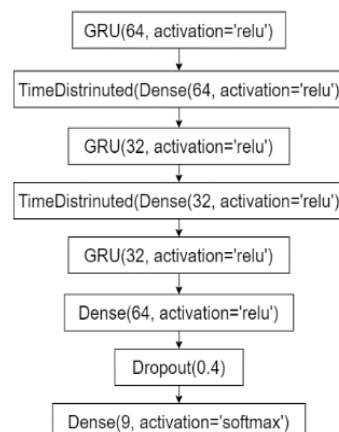 GRU(64, activation='relu')
TimeDistrinuted(Dense(64, activation='relu')
GRU(32, activation='relu')
TimeDistrinuted(Dense(32, activation='relu')
GRU(32, activation='relu')
Dense(64, activation='relu')
Dropout(0.4)
Dense(9, activation='softmax')